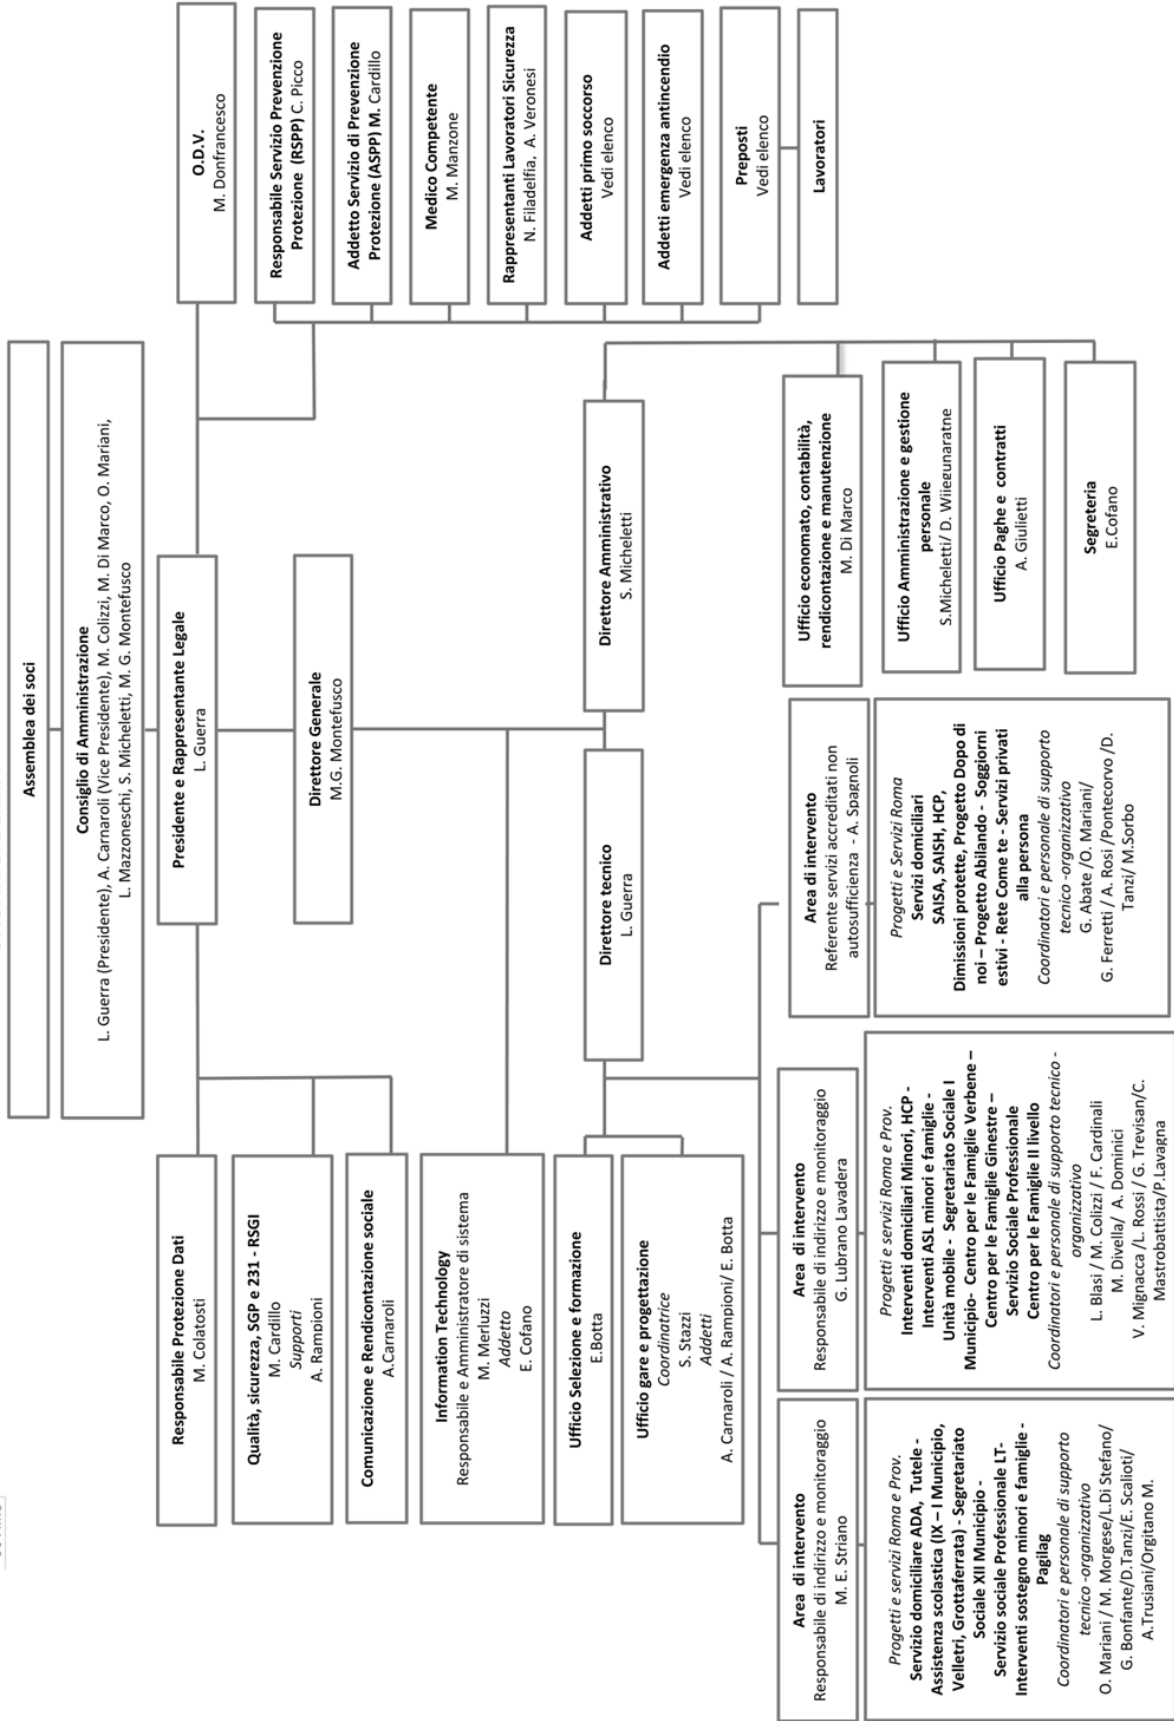 Assemblea dei soci
Consiglio di Amministrazione
L. Guerra (Presidente), A. Carnaroli (Vice Presidente), M. Colizzi, M. Di Marco, O. Mariani,
L. Mazzoneschi, S. Micheletti, M. G. Montefusco
Presidente e Rappresentante Legale
L. Guerra
O.D.V.
M. Donfrancesco
Responsabile Servizio Prevenzione
Protezione (RSPP) C. Picco
Addetto Servizio di Prevenzione
Protezione (ASPP) M. Cardillo
Medico Competente
M. Manzone
Rappresentanti Lavoratori Sicurezza
N. Filadelfia, A. Veronesi
Addetti primo soccorso
Vedi elenco
Addetti emergenza antincendio
Vedi elenco
Preposti
Vedi elenco
Lavoratori
Responsabile Protezione Dati
M. Colatosti
Qualità, sicurezza, SGP e 231 - RSGI
M. Cardillo
Supporti
A. Rampioni
Comunicazione e Rendicontazione sociale
A.Carnaroli
Direttore Generale
M.G. Montefusco
Information Technology
Responsabile e Amministratore di sistema
M. Merluzzi
Addetto
E. Cofano
Direttore tecnico
L. Guerra
Direttore Amministrativo
S. Micheletti
Ufficio Selezione e formazione
E.Botta
Ufficio gare e progettazione
Coordinatrice
S. Stazzi
Addetti
A. Carnaroli / A. Rampioni/ E. Botta
Area di intervento
Responsabile di indirizzo e monitoraggio
M. E. Striano
Progetti e servizi Roma e Prov.
Servizio domiciliare ADA, Tutele -
Assistenza scolastica (IX – I Municipio,
Velletri, Grottaferrata) - Segretariato
Sociale XII Municipio -
Servizio sociale Professionale LT-
Interventi sostegno minori e famiglie -
Pagilag
Coordinatori e personale di supporto
tecnico -organizzativo
O. Mariani / M. Morgese/L.Di Stefano/
G. Bonfante/D.Tanzi/E. Scalioti/
A.Trusiani/Orgitano M.
Area di intervento
Responsabile di indirizzo e monitoraggio
G. Lubrano Lavadera
Progetti e servizi Roma e Prov.
Interventi domiciliari Minori, HCP -
Interventi ASL minori e famiglie -
Unità mobile - Segretariato Sociale I
Municipio- Centro per le Famiglie Verbene –
Centro per le Famiglie Ginestre –
Servizio Sociale Professionale
Centro per le Famiglie II livello
Coordinatori e personale di supporto tecnico -
organizzativo
L. Blasi / M. Colizzi / F. Cardinali
M. Divella/ A. Dominici
V. Mignacca /L. Rossi / G. Trevisan/C.
Mastrobattista/P.Lavagna
Area di intervento
Referente servizi accreditati non
autosufficienza - A. Spagnoli
Progetti e Servizi Roma
Servizi domiciliari
SAISA, SAISH, HCP,
Dimissioni protette, Progetto Dopo di
noi – Progetto Abilando - Soggiorni
estivi - Rete Come te - Servizi privati
alla persona
Coordinatori e personale di supporto
tecnico -organizzativo
G. Abate /O. Mariani/
G. Ferretti / A. Rosi /Pontecorvo /D.
Tanzi/ M.Sorbo
Ufficio economato, contabilità,
rendicontazione e manutenzione
M. Di Marco
Ufficio Amministrazione e gestione
personale
S.Micheletti/ D. Wijegunaratne
Ufficio Paghe e contratti
A. Giulietti
Segreteria
E.Cofano